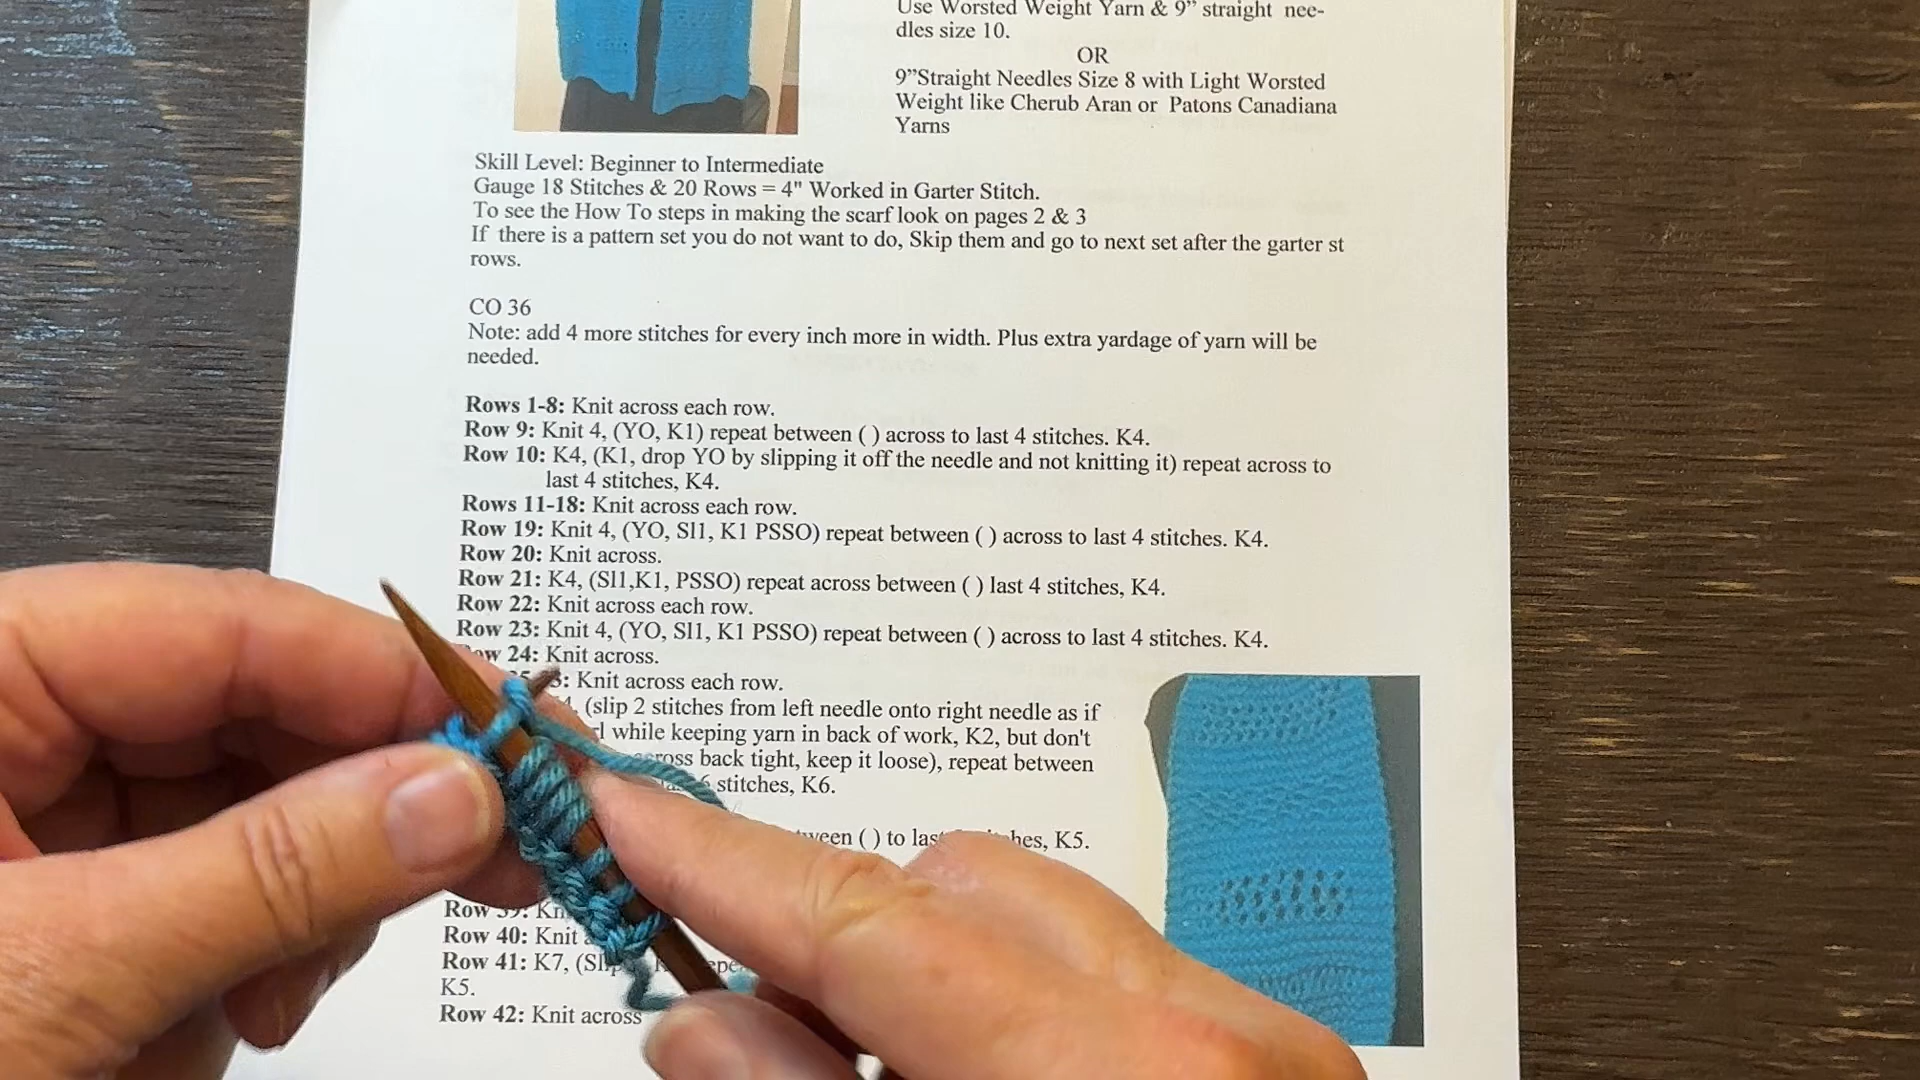 Use Worsted Weight Yarn & 9” straight nee-
dles size 10.
OR
9”Straight Needles Size 8 with Light Worsted
Weight like Cherub Aran or Patons Canadiana
Yarns
Skill Level: Beginner to Intermediate
Gauge 18 Stitches & 20 Rows = 4" Worked in Garter Stitch.
To see the How To steps in making the scarf look on pages 2 & 3
If there is a pattern set you do not want to do, Skip them and go to next set after the garter st
rows.
CO 36
Note: add 4 more stitches for every inch more in width. Plus extra yardage of yarn will be
needed.
Rows 1-8: Knit across each row.
Row 9: Knit 4, (YO, K1) repeat between ( ) across to last 4 stitches. K4.
Row 10: K4, (K1, drop YO by slipping it off the needle and not knitting it) repeat across to
last 4 stitches, K4.
Rows 11-18: Knit across each row.
Row 19: Knit 4, (YO, Sl1, K1 PSSO) repeat between ( ) across to last 4 stitches. K4.
Row 20: Knit across.
Row 21: K4, (Sl1,K1, PSSO) repeat across between ( ) last 4 stitches, K4.
Row 22: Knit across each row.
Row 23: Knit 4, (YO, Sl1, K1 PSSO) repeat between ( ) across to last 4 stitches. K4.
24: Knit across.
Knit across each row.
(slip 2 stitches from left needle onto right needle as if
while keeping yarn in back of work, K2, but don't
back tight, keep it loose), repeat between
stitches, K6.
( ) to K5.
Row
Row 40: Knit
Row 41: K7,
K5.
Row 42: Knit across